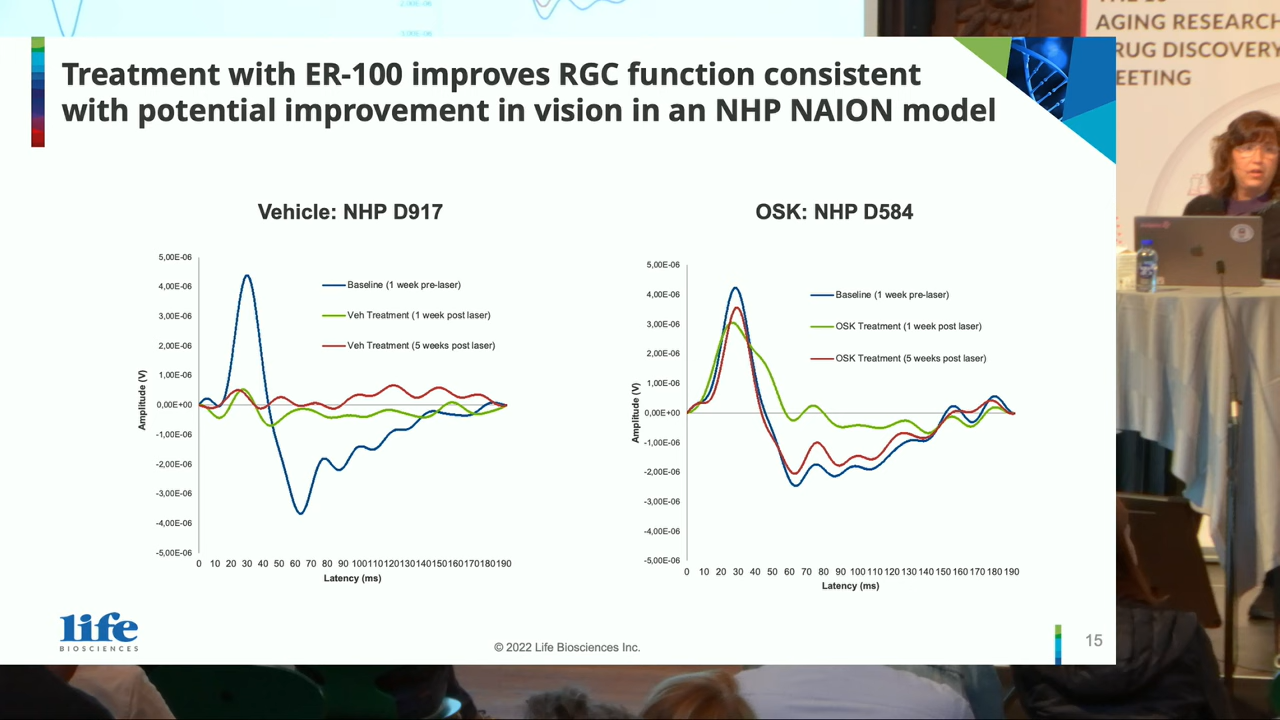 2,00E-06
-3,00E-06
AGING RESEARCH
DRUG DISCOVERY
MEETING
Treatment with ER-100 improves RGC function consistent
with potential improvement in vision in an NHP NAION model
Vehicle: NHP D917
5,00E-06
4,00E-06
3,00E-06
2,00E-06
1,00E-06
0,00E+00
-1,00E-06
-2,00E-06
-3,00E-06
-4,00E-06
-5,00E-06
Amplitude (V)
Baseline (1 week pre-laser)
Veh Treatment (1 week post laser)
Veh Treatment (5 weeks post laser)
0 10 20 30 40 50 60 70 80 90 100 110 120 130 140 150 160 170 180 190
Latency (ms)
OSK: NHP D584
5,00E-06
4,00E-06
3,00E-06
2,00E-06
1,00E-06
0,00E+00
-1,00E-06
-2,00E-06
-3,00E-06
-4,00E-06
-5,00E-06
Amplitude (V)
Baseline (1 week pre-laser)
OSK Treatment (1 week post laser)
OSK Treatment (5 weeks post laser)
0 10 20 30 40 50 60 70 80 90 100 110 120 130 140 150 160 170 180 190
Latency (ms)
life
BIOSCIENCES
© 2022 Life Biosciences Inc.
15